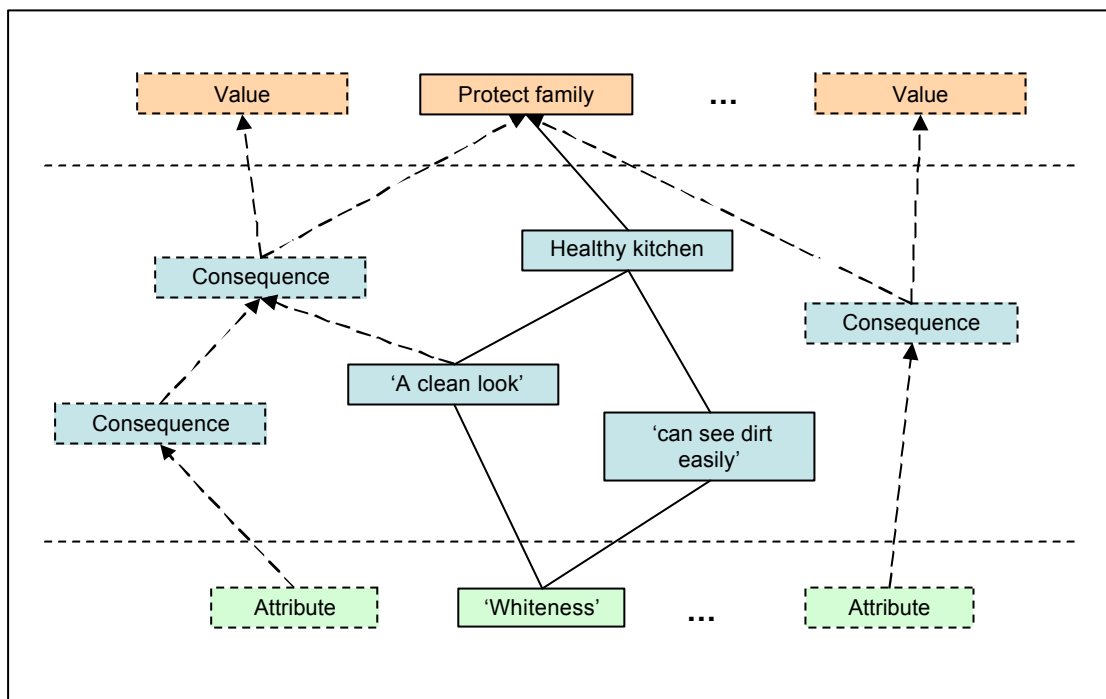 Value
Protect family
...
Value
Healthy kitchen
Consequence
Consequence
‘A clean look’
Consequence
‘can see dirt
easily’
Attribute
‘Whiteness’
...
Attribute